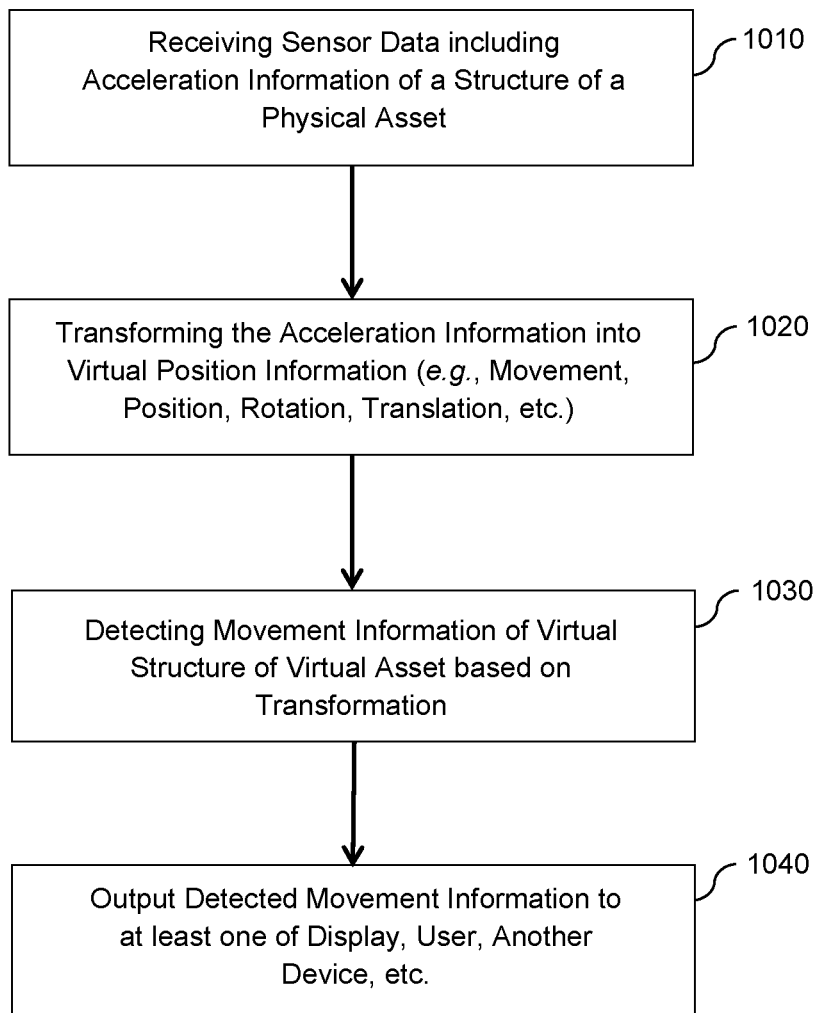 Receiving Sensor Data including
Acceleration Information of a Structure of a
Physical Asset
1010
Transforming the Acceleration Information into
Virtual Position Information (e.g., Movement,
Position, Rotation, Translation, etc.)
1020
Detecting Movement Information of Virtual
Structure of Virtual Asset based on
Transformation
1030
Output Detected Movement Information to
at least one of Display, User, Another
Device, etc.
1040